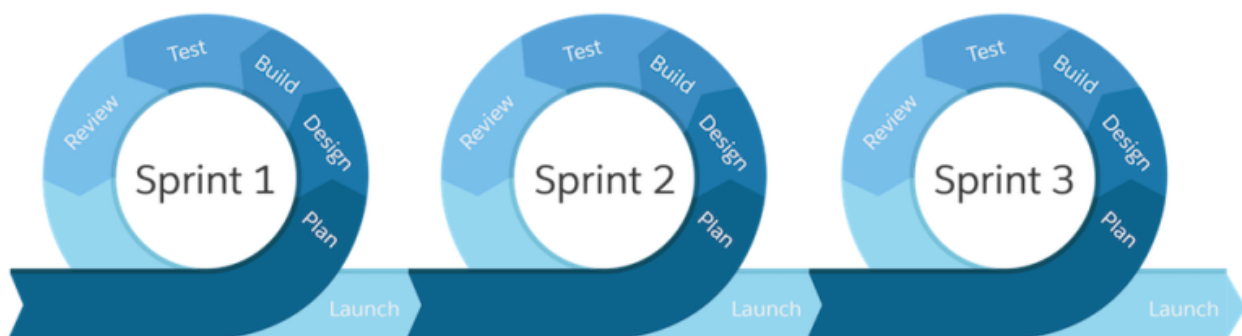 Test
Build
Review
Design
Sprint 1
Plan
Launch
Test
Build
Review
Design
Sprint 2
Plan
Launch
Test
Build
Review
Design
Sprint 3
Plan
Launch